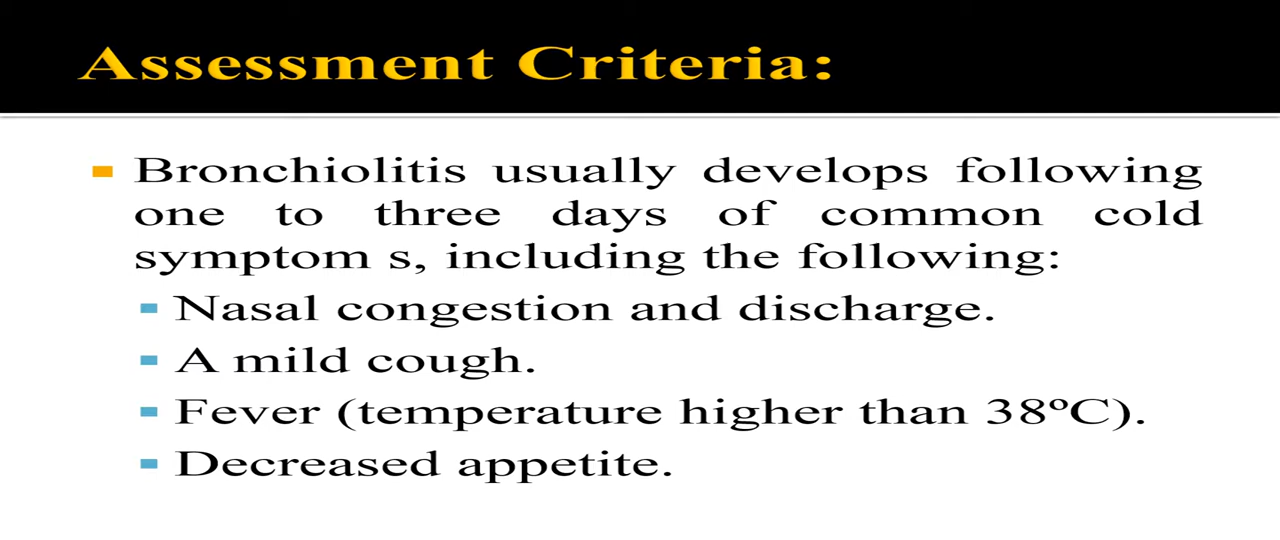 Assessment Criteria:
Bronchiolitis usually develops following
one to three days of common cold
symptom s, including the following:
Nasal congestion and discharge.
A mild cough.
Fever (temperature higher than 38ºC).
Decreased appetite.